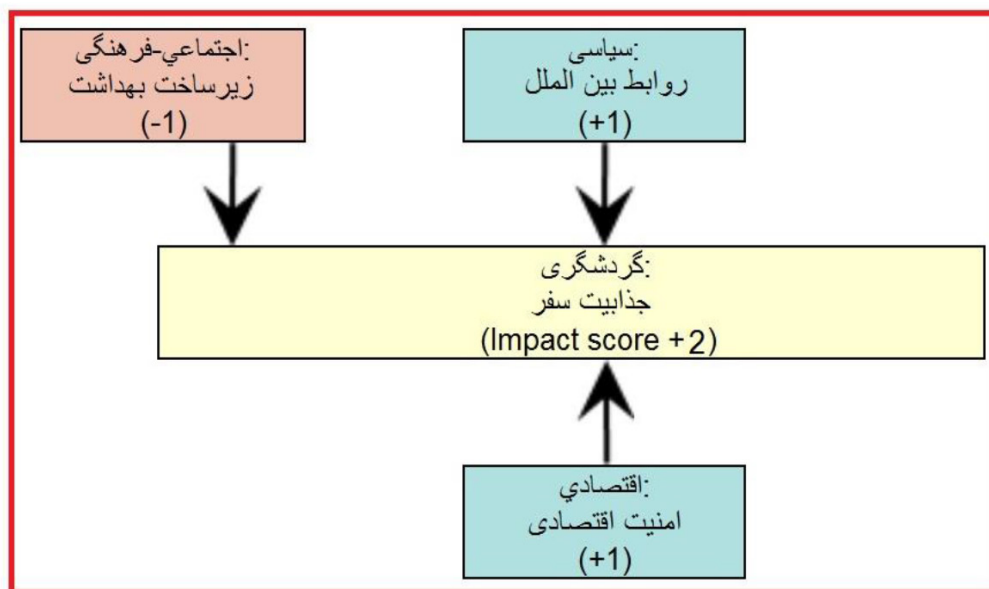 اجتماعي-فرهنگی:
زیرساخت بهداشت
(-1)
سیاسی:
روابط بین الملل
(+1)
گردشگری:
جذابیت سفر
(Impact score +2)
اقتصادي:
امنیت اقتصادی
(+1)